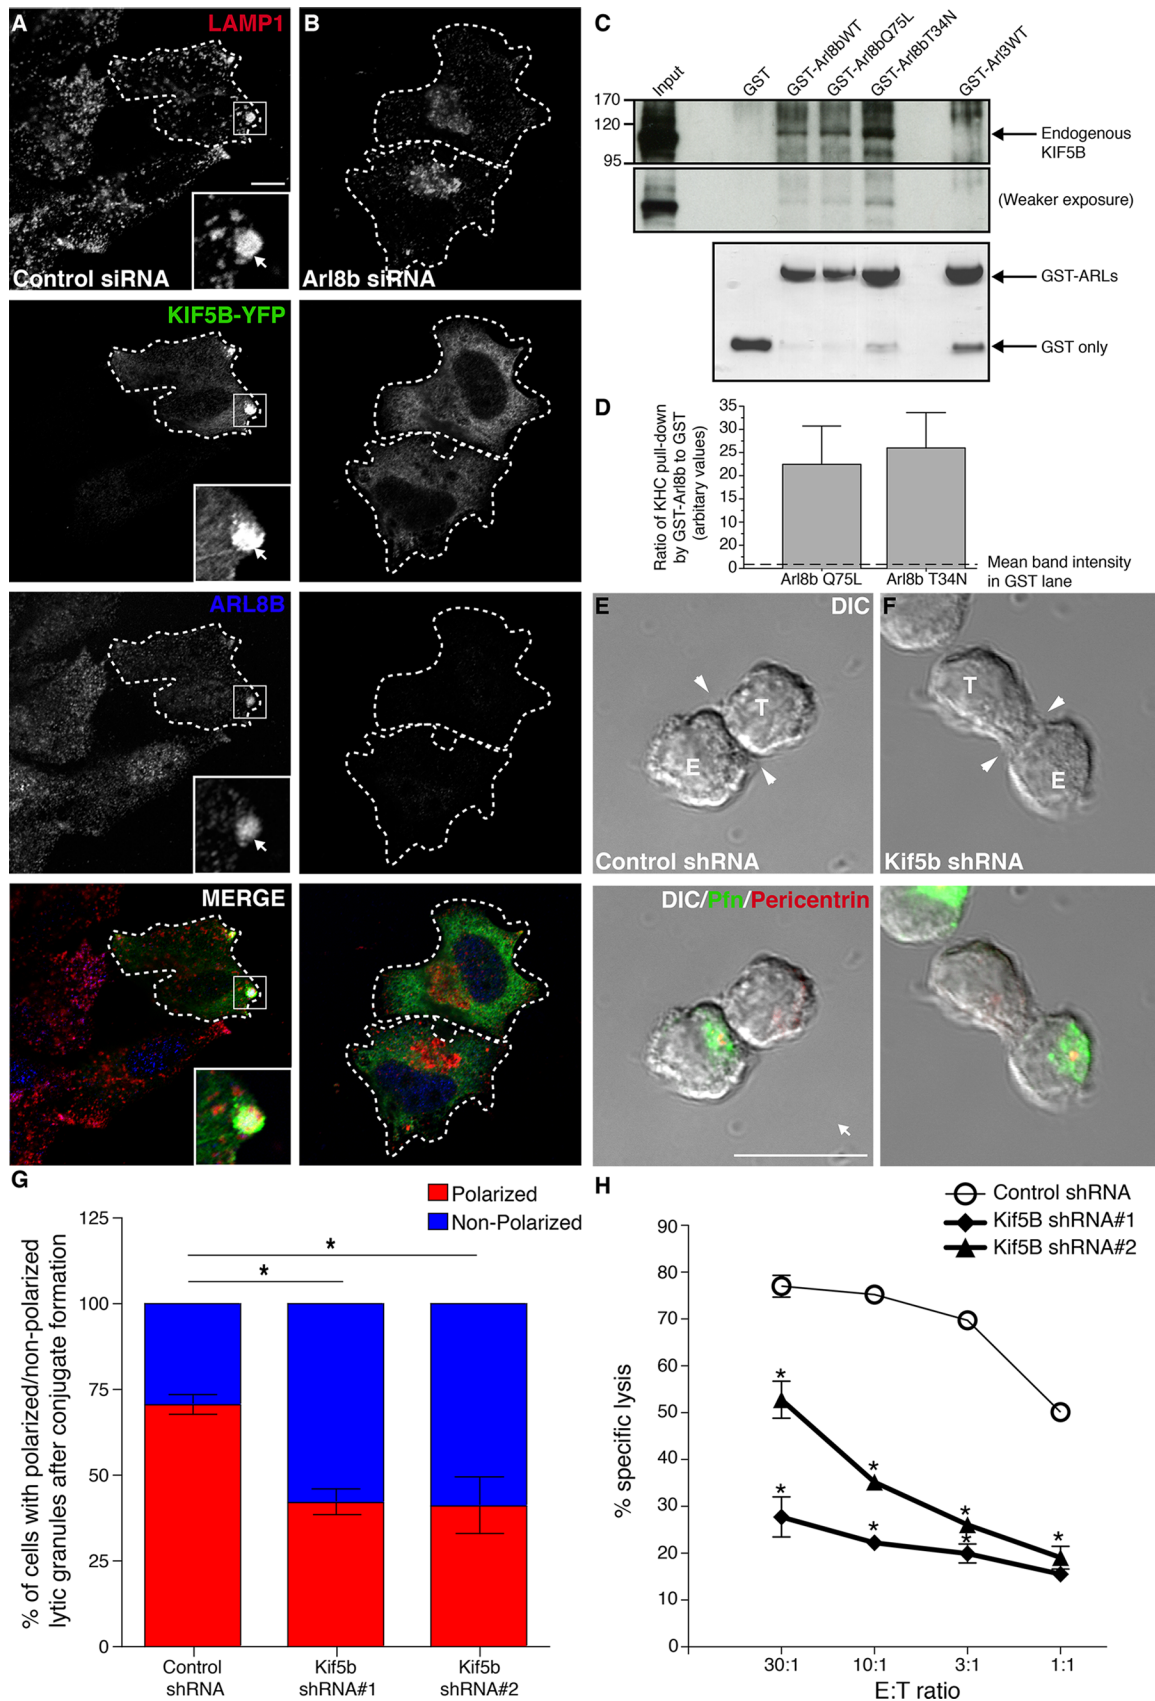 A
LAMP1
Control siRNA
B
Arl8b siRNA
KIF5B-YFP
ARL8B
MERGE
C
Input
GST
GST-Arl8bWT
GST-Arl8bQ75L
GST-Arl8bT34N
GST-Arl3WT
170
120
95
Endogenous
KIF5B
(Weaker exposure)
GST-ARLs
GST only
D
Ratio of KHC pull-down
by GST-Arl8b to GST
(arbitary values)
35
30
25
20
15
10
20
0
Arl8b Q75L
Arl8b T34N
Mean band intensity
in GST lane
E
DIC
T
E
Control shRNA
F
T
E
Kif5b shRNA
DIC/Pfn/Pericentrin
G
Polarized
Non-Polarized
% of cells with polarized/non-polarized
lytic granules after conjugate formation
125
100
75
50
25
0
*
*
Control
shRNA
Kif5b
shRNA#1
Kif5b
shRNA#2
H
Control shRNA
Kif5B shRNA#1
Kif5B shRNA#2
% specific lysis
90
80
70
60
50
40
30
20
10
0
*
*
*
*
*
*
*
30:1
10:1
3:1
1:1
E:T ratio